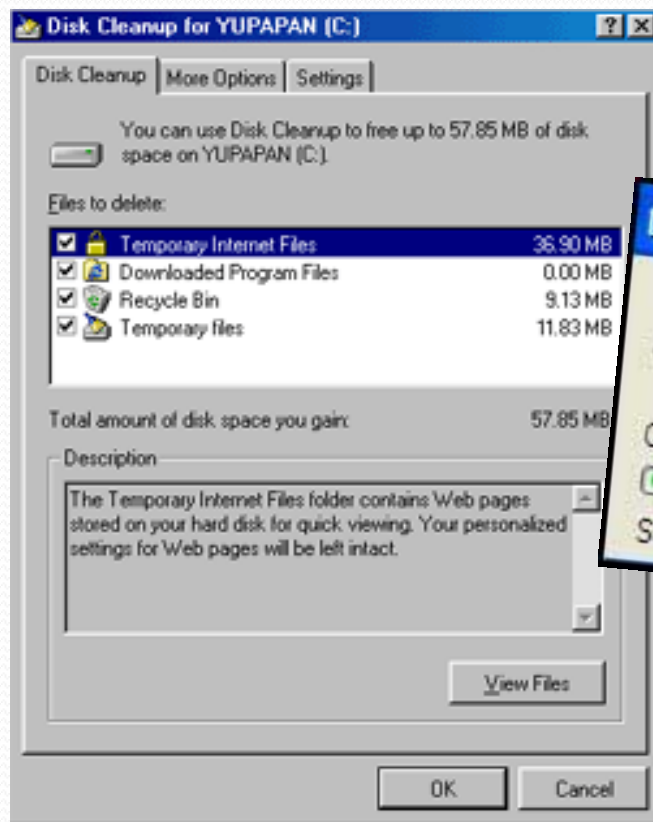 Disk Cleanup for YUPAPAN (C:)
Disk Cleanup
More Options
Settings
You can use Disk Cleanup to free up to 57.85 MB of disk
space on YUPAPAN (C:).
Files to delete:
Temporary Internet Files 36.90 MB
Downloaded Program Files 0.00 MB
Recycle Bin 9.13 MB
Temporary files 11.83 MB
Total amount of disk space you gain: 57.85 MB
Description
The Temporary Internet Files folder contains Web pages
stored on your hard disk for quick viewing. Your personalized
settings for Web pages will be left intact.
View Files
OK
Cancel